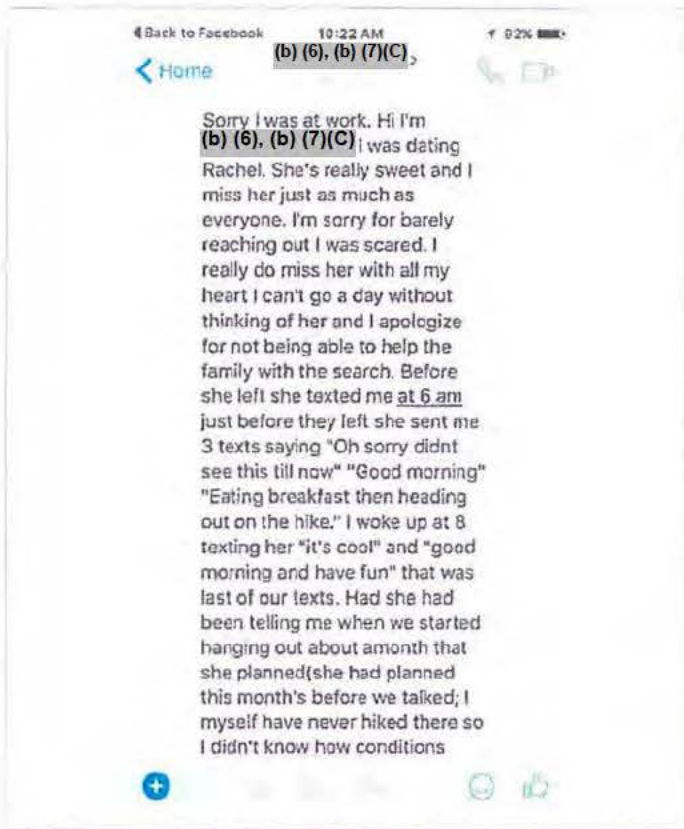 Back to Facebook 10:22 AM 92%
(b) (6), (b) (7)(C)
Home
Sorry I was at work. Hi I'm
(b) (6), (b) (7)(C) I was dating
Rachel. She's really sweet and I
miss her just as much as
everyone. I'm sorry for barely
reaching out I was scared. I
really do miss her with all my
heart I can't go a day without
thinking of her and I apologize
for not being able to help the
family with the search. Before
she left she texted me at 6 am
just before they left she sent me
3 texts saying "Oh sorry didnt
see this till now" "Good morning"
"Eating breakfast then heading
out on the hike." I woke up at 8
texting her "it's cool" and "good
morning and have fun" that was
last of our texts. Had she had
been telling me when we started
hanging out about amonth that
she planned(she had planned
this month's before we talked; I
myself have never hiked there so
I didn't know how conditions